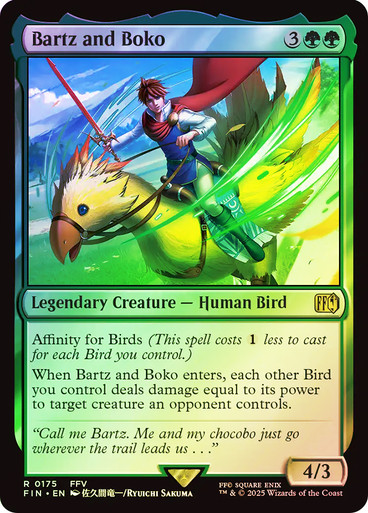 Bartz and Boko 3
Legendary Creature — Human Bird FFC
Affinity for Birds (This spell costs 1 less to cast
for each Bird you control.)
When Bartz and Boko enters, each other Bird
you control deals damage equal to its power
to target creature an opponent controls.
“Call me Bartz. Me and my chocobo just go
wherever the trail leads us . . .”
4/3
R 0175 FFV
FIN • EN 佐久間竜一/Ryuichi Sakuma
FFC SQUARE ENIX
™ & © 2025 Wizards of the Coast